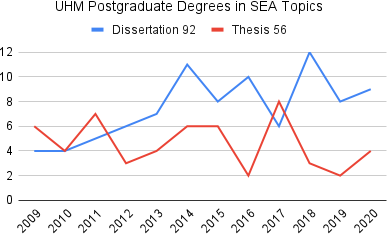 UHM Postgraduate Degrees in SEA Topics
Dissertation 92 Thesis 56
12
10
8
6
4
2
0
2009 2010 2011 2012 2013 2014 2015 2016 2017 2018 2019 2020